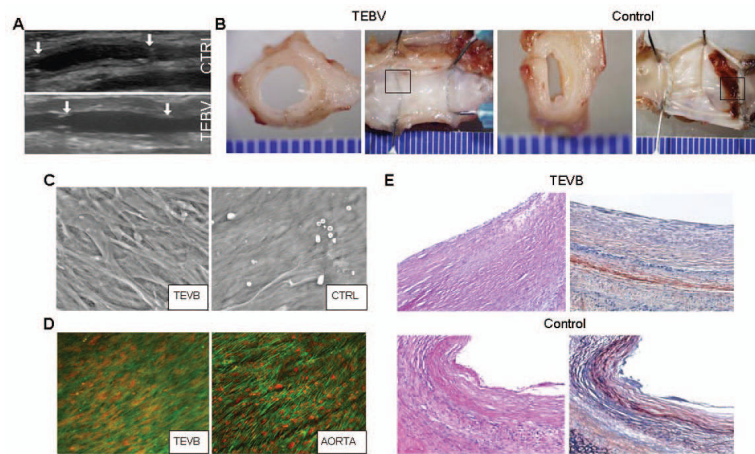 A
CTRL
TEBV
B
TEBV
Control
C
TEVB
CTRL
D
TEVB
AORTA
E
TEVB
Control